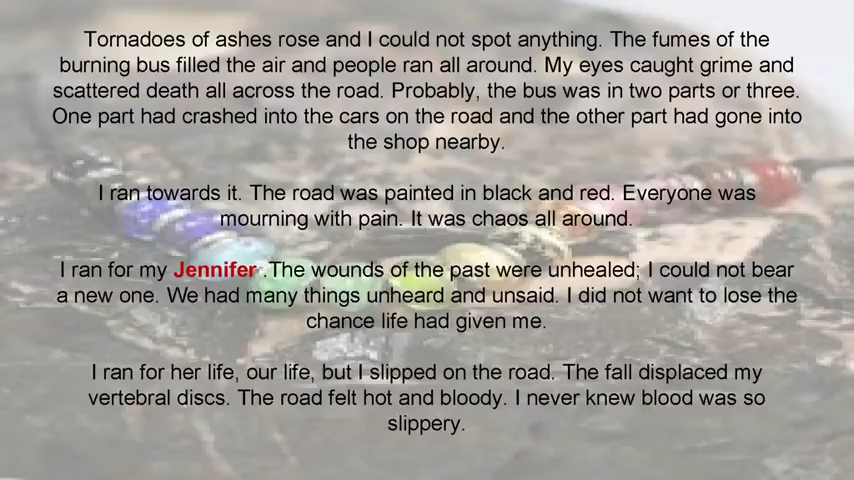 Tornadoes of ashes rose and I could not spot anything. The fumes of the
burning bus filled the air and people ran all around. My eyes caught grime and
scattered death all across the road. Probably, the bus was in two parts or three.
One part had crashed into the cars on the road and the other part had gone into
the shop nearby.
I ran towards it. The road was painted in black and red. Everyone was
mourning with pain. It was chaos all around.
I ran for my Jennifer .The wounds of the past were unhealed; I could not bear
a new one. We had many things unheard and unsaid. I did not want to lose the
chance life had given me.
I ran for her life, our life, but I slipped on the road. The fall displaced my
vertebral discs. The road felt hot and bloody. I never knew blood was so
slippery.